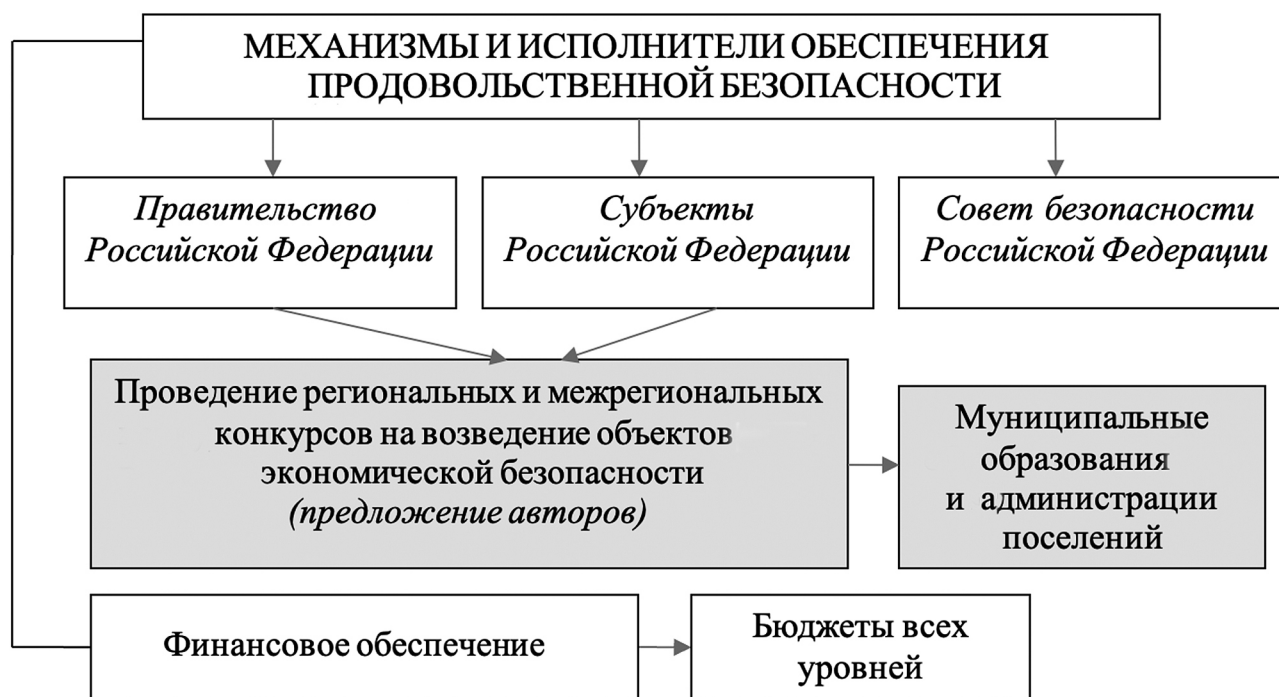 МЕХАНИЗМЫ И ИСПОЛНИТЕЛИ ОБЕСПЕЧЕНИЯ
ПРОДОВОЛЬСТВЕННОЙ БЕЗОПАСНОСТИ
Правительство
Российской Федерации
Субъекты
Российской Федерации
Совет безопасности
Российской Федерации
Проведение региональных и межрегиональных
конкурсов на возведение объектов
экономической безопасности
(предложение авторов)
Муниципальные
образования
и администрации
поселений
Финансовое обеспечение
Бюджеты всех
уровней